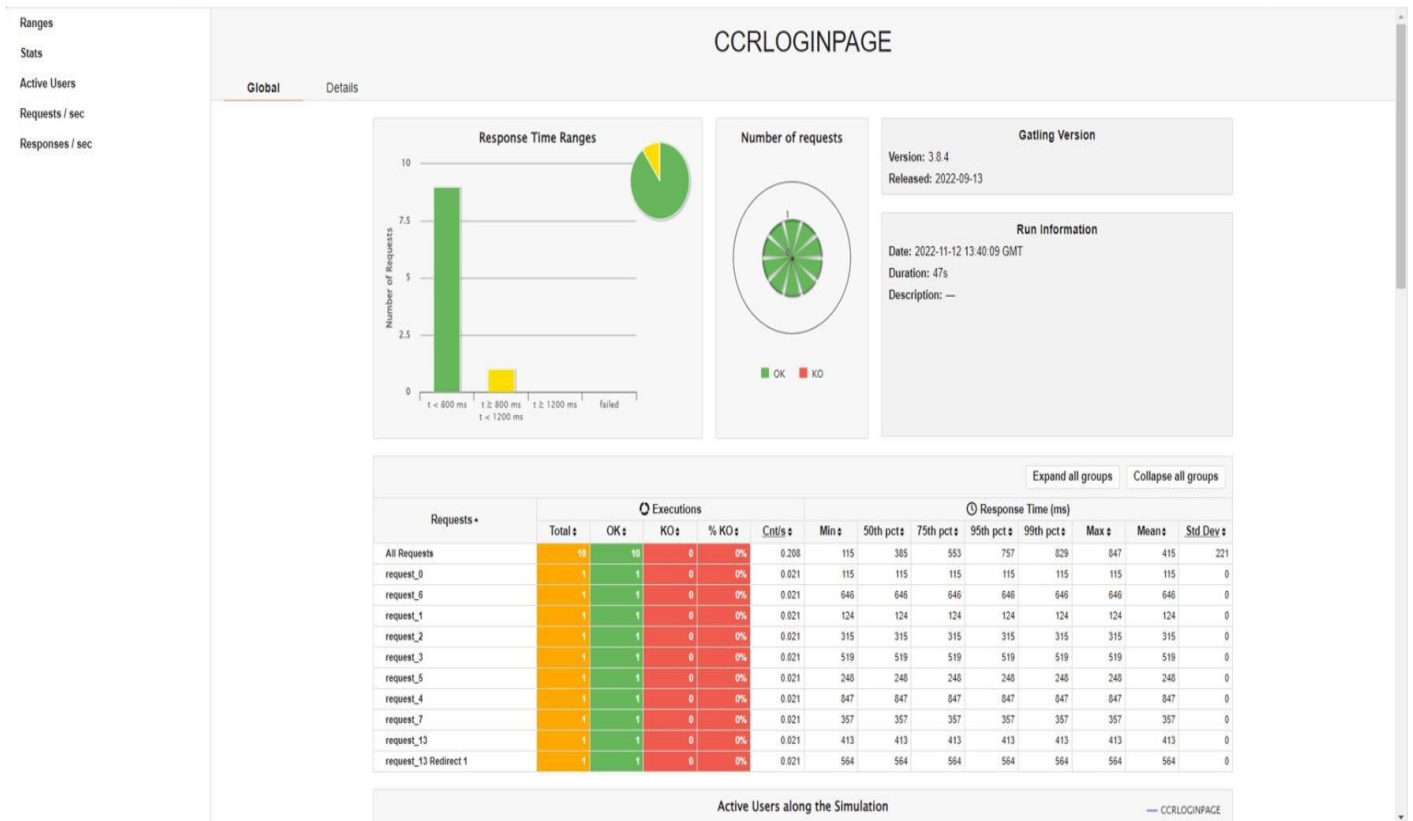 Ranges
Stats
Active Users
Requests / sec
Responses / sec
CCRLOGINPAGE
Global Details
Response Time Ranges
Number of Requests
10
7.5
5
2.5
0
t < 800 ms
t ≥ 800 ms
t < 1200 ms
t ≥ 1200 ms
failed
Number of requests
1
0
OK KO
Gatling Version
Version: 3.8.4
Released: 2022-09-13
Run Information
Date: 2022-11-12 13:40:09 GMT
Duration: 47s
Description: —
Expand all groups Collapse all groups
Requests Executions Response Time (ms)
Total OK KO % KO Cnt/s Min 50th pct 75th pct 95th pct 99th pct Max Mean Std Dev
All Requests 10 10 0 0% 0.208 115 385 553 757 829 847 415 221
request_0 1 1 0 0% 0.021 115 115 115 115 115 115 115 0
request_6 1 1 0 0% 0.021 646 646 646 646 646 646 646 0
request_1 1 1 0 0% 0.021 124 124 124 124 124 124 124 0
request_2 1 1 0 0% 0.021 315 315 315 315 315 315 315 0
request_3 1 1 0 0% 0.021 519 519 519 519 519 519 519 0
request_5 1 1 0 0% 0.021 248 248 248 248 248 248 248 0
request_4 1 1 0 0% 0.021 847 847 847 847 847 847 847 0
request_7 1 1 0 0% 0.021 357 357 357 357 357 357 357 0
request_13 1 1 0 0% 0.021 413 413 413 413 413 413 413 0
request_13 Redirect 1 1 1 0 0% 0.021 564 564 564 564 564 564 564 0
Active Users along the Simulation
CCRLOGINPAGE